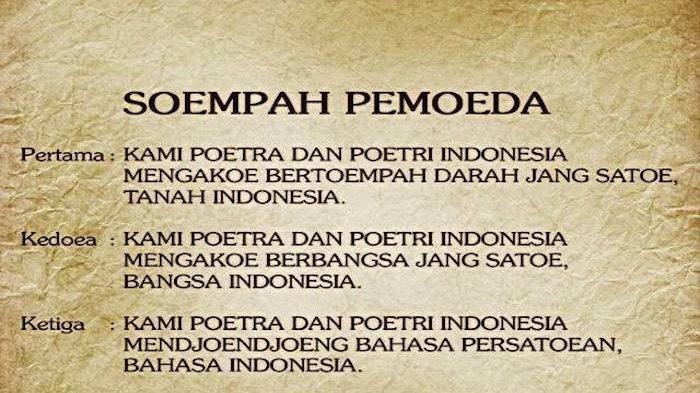 SOEMPAH PEMOEDA
Pertama : KAMI POETRA DAN POETRI INDONESIA
MENGAKOE BERTOEMPAH DARAH JANG SATOE,
TANAH INDONESIA.
Kedoea : KAMI POETRA DAN POETRI INDONESIA
MENGAKOE BERBANGSA JANG SATOE,
BANGSA INDONESIA.
Ketiga : KAMI POETRA DAN POETRI INDONESIA
MENDJOENDJOENG BAHASA PERSATOEAN,
BAHASA INDONESIA.